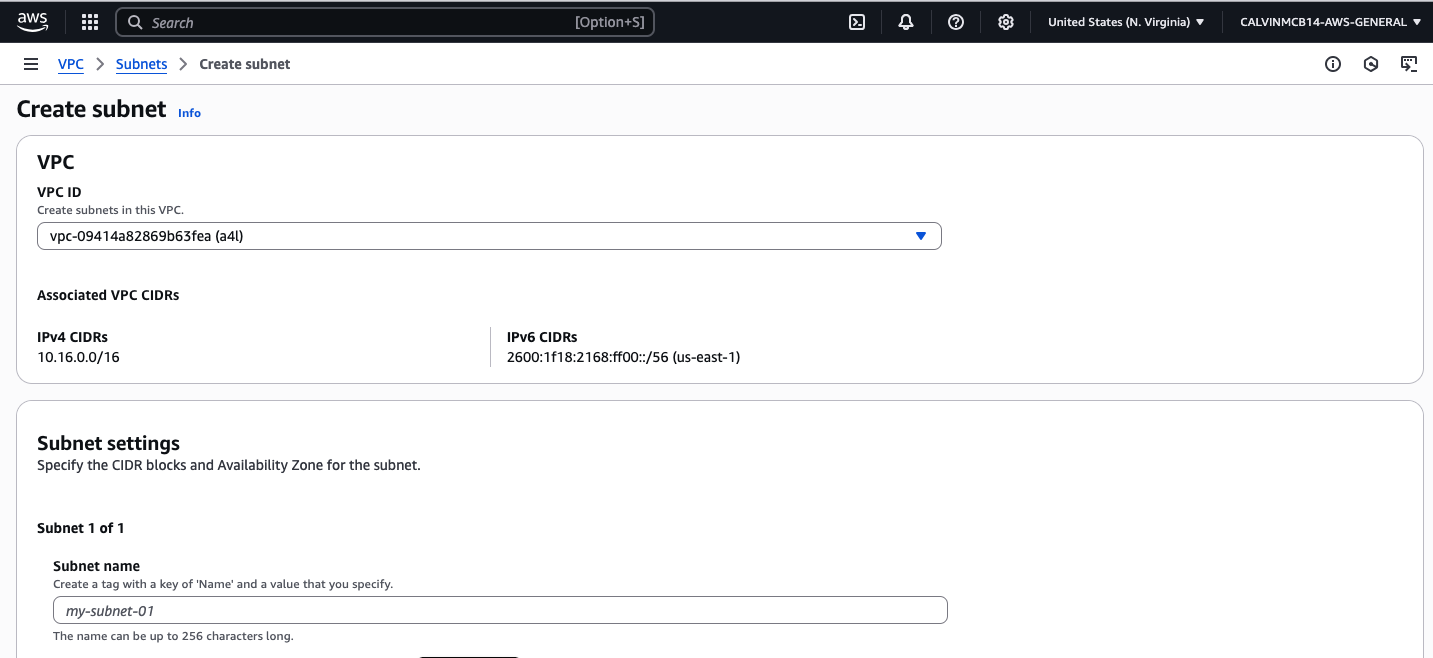 aws
Search [Option+S] United States (N. Virginia) CALVINMCB14-AWS-GENERAL
VPC Subnets Create subnet
Create subnet Info
VPC
VPC ID
Create subnets in this VPC.
vpc-09414a82869b63fea (a4l)
Associated VPC CIDRs
IPv4 CIDRs
10.16.0.0/16
IPv6 CIDRs
2600:1f18:2168:ff00::/56 (us-east-1)
Subnet settings
Specify the CIDR blocks and Availability Zone for the subnet.
Subnet 1 of 1
Subnet name
Create a tag with a key of 'Name' and a value that you specify.
my-subnet-01
The name can be up to 256 characters long.